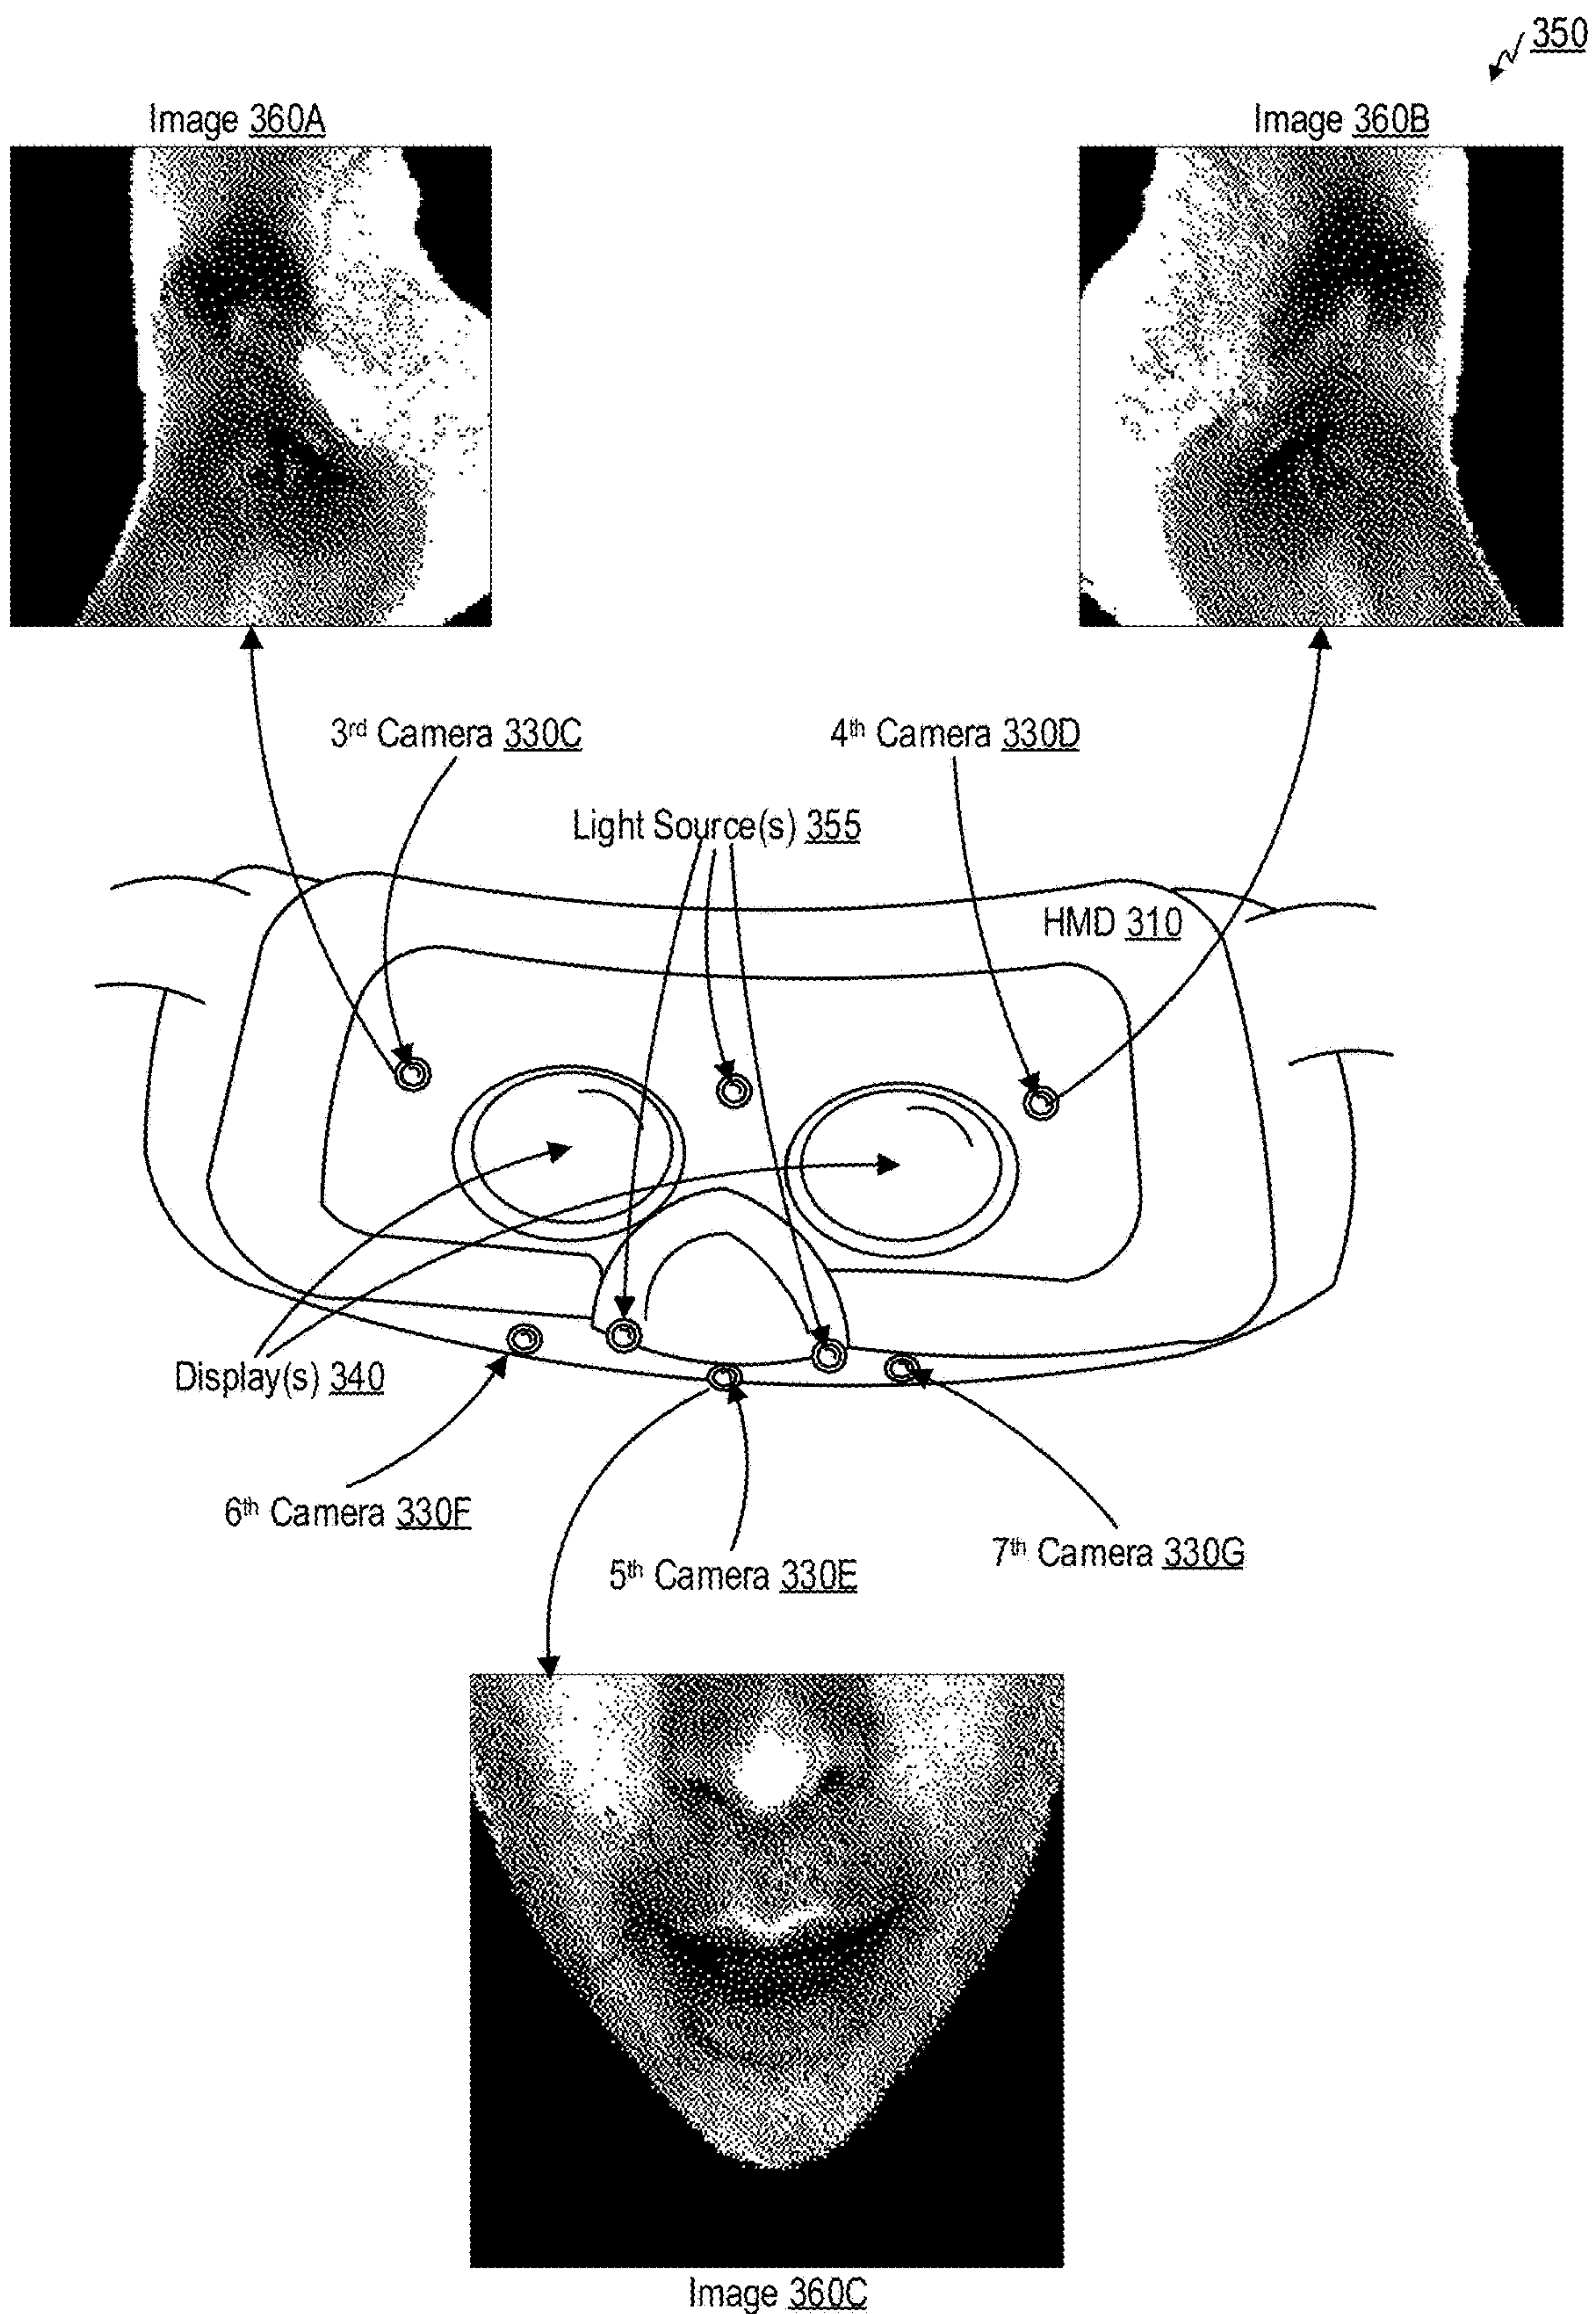 350
Image 360A
Image 360B
3rd Camera 330C
4th Camera 330D
Light Source(s) 355
HMD 310
Display(s) 340
6th Camera 330F
5th Camera 330E
7th Camera 330G
Image 360C